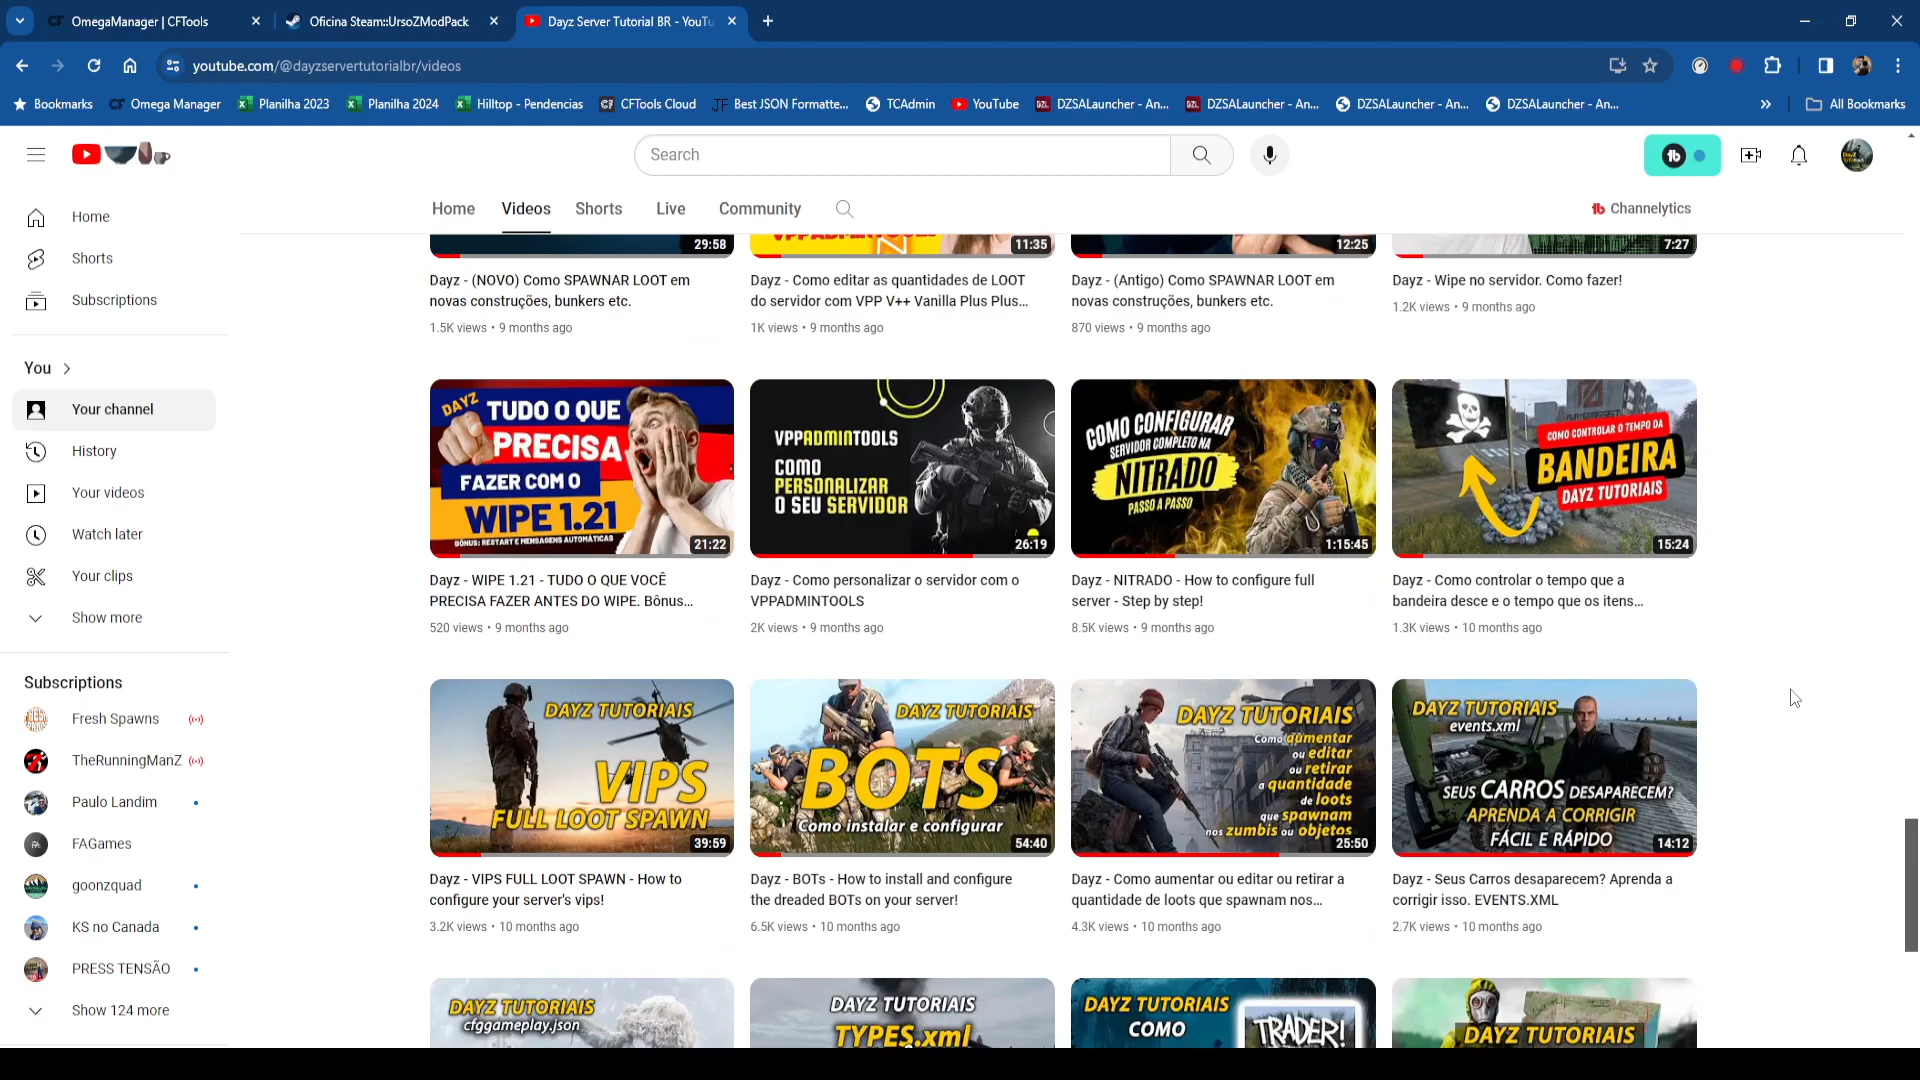 OmegaManager | CFTools
Oficina Steam::UrsoZModPack
Dayz Server Tutorial BR - YouTu
youtube.com/@dayzservertutorialbr/videos
Bookmarks
Omega Manager
Planilha 2023
Planilha 2024
Hilltop - Pendencias
CFTools Cloud
Best JSON Formatte...
TCAdmin
YouTube
DZSALauncher - An...
DZSALauncher - An...
DZSALauncher - An...
DZSALauncher - An...
All Bookmarks
Search
Home
Videos
Shorts
Live
Community
Channelytics
Home
Shorts
Subscriptions
You
Your channel
History
Your videos
Watch later
Your clips
Show more
Subscriptions
Fresh Spawns
TheRunningManZ
Paulo Landim
FAGames
goonzquad
KS no Canada
PRESS TENSÃO
Show 124 more
29:58
11:35
12:25
7:27
Dayz - (NOVO) Como SPAWNAR LOOT em
novas construções, bunkers etc.
1.5K views • 9 months ago
Dayz - Como editar as quantidades de LOOT
do servidor com VPP V++ Vanilla Plus Plus...
1K views • 9 months ago
Dayz - (Antigo) Como SPAWNAR LOOT em
novas construções, bunkers etc.
870 views • 9 months ago
Dayz - Wipe no servidor. Como fazer!
1.2K views • 9 months ago
DAYZ
TUDO O QUE
PRECISA
FAZER COM O
WIPE 1.21
BÔNUS: RESTART E MENSAGENS AUTOMÁTICAS
21:22
Dayz - WIPE 1.21 - TUDO O QUE VOCÊ
PRECISA FAZER ANTES DO WIPE. Bônus...
520 views • 9 months ago
VPPADMINTOOLS
COMO
PERSONALIZAR
O SEU SERVIDOR
26:19
Dayz - Como personalizar o servidor com o
VPPADMINTOOLS
2K views • 9 months ago
COMO CONFIGURAR
SERVIDOR COMPLETO NA
NITRADO
PASSO A PASSO
1:15:45
Dayz - NITRADO - How to configure full
server - Step by step!
8.5K views • 9 months ago
COMO CONTROLAR O TEMPO DA
BANDEIRA
DAYZ TUTORIAIS
15:24
Dayz - Como controlar o tempo que a
bandeira desce e o tempo que os itens...
1.3K views • 10 months ago
DAYZ TUTORIAIS
VIPS
FULL LOOT SPAWN
39:59
Dayz - VIPS FULL LOOT SPAWN - How to
configure your server's vips!
3.2K views • 10 months ago
DAYZ TUTORIAIS
BOTS
Como instalar e configurar
54:40
Dayz - BOTs - How to install and configure
the dreaded BOTs on your server!
6.5K views • 10 months ago
DAYZ TUTORIAIS
Como aumentar
ou editar
ou retirar
a quantidade
de loots
que spawnam
nos zumbis ou objetos
25:50
Dayz - Como aumentar ou editar ou retirar a
quantidade de loots que spawnam nos...
4.3K views • 10 months ago
DAYZ TUTORIAIS
events.xml
SEUS CARROS DESAPARECEM?
APRENDA A CORRIGIR
FÁCIL E RÁPIDO
14:12
Dayz - Seus Carros desaparecem? Aprenda a
corrigir isso. EVENTS.XML
2.7K views • 10 months ago
DAYZ TUTORIAIS
cfggameplay.json
DAYZ TUTORIAIS
TYPES.xml
DAYZ TUTORIAIS
COMO
TRADER!
DAYZ TUTORIAIS